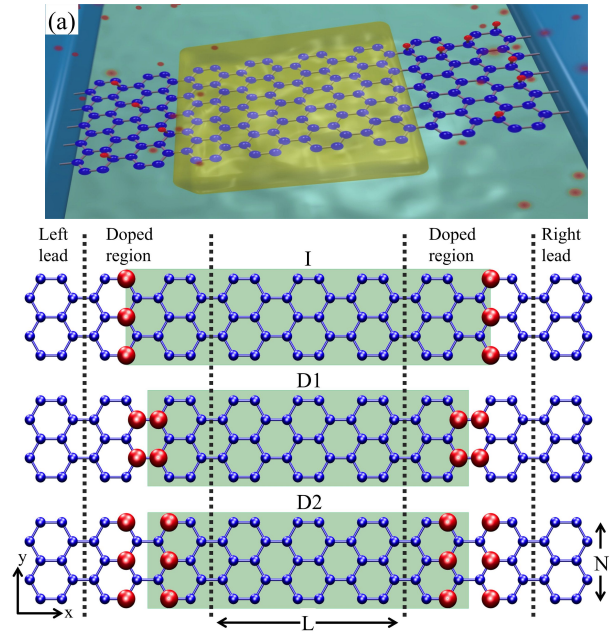 (a)
Left lead
Doped region
I
Doped region
Right lead
D1
D2
y
x
L
N